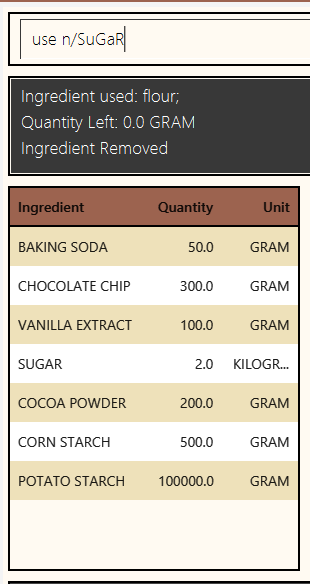 use n/SuGaR
Ingredient used: flour;
Quantity Left: 0.0 GRAM
Ingredient Removed
Ingredient Quantity Unit
BAKING SODA 50.0 GRAM
CHOCOLATE CHIP 300.0 GRAM
VANILLA EXTRACT 100.0 GRAM
SUGAR 2.0 KILOGR...
COCOA POWDER 200.0 GRAM
CORN STARCH 500.0 GRAM
POTATO STARCH 100000.0 GRAM